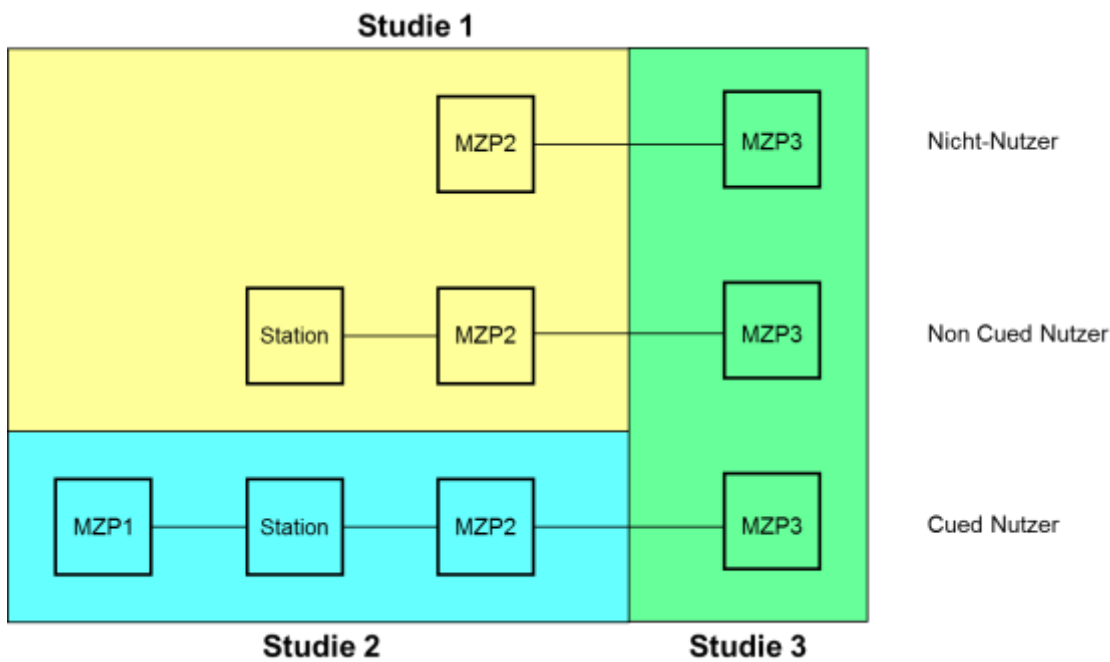 Studie 1
MZP2
MZP3
Nicht-Nutzer
Station
MZP2
MZP3
Non Cued Nutzer
MZP1
Station
MZP2
MZP3
Cued Nutzer
Studie 2
Studie 3